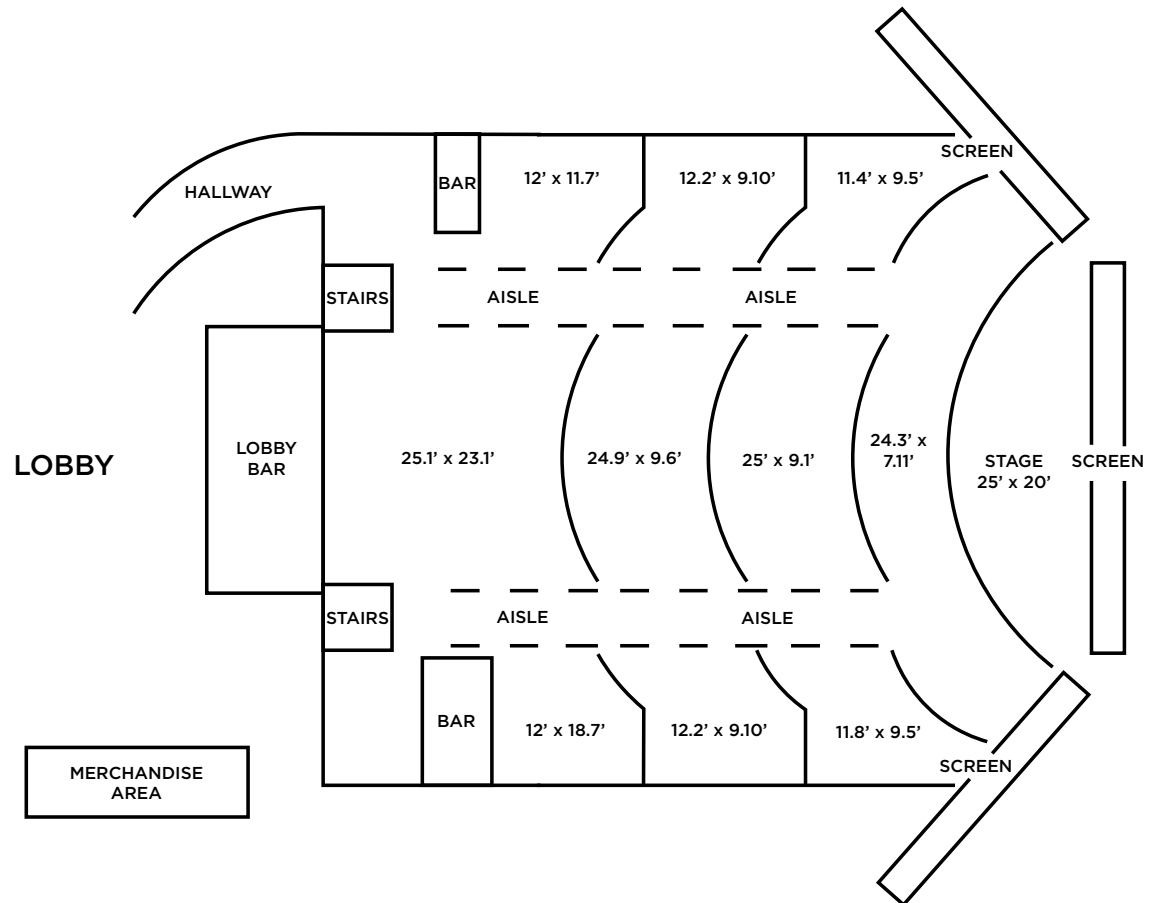 SCREEN
HALLWAY
BAR
12’ x 11.7’
12.2’ x 9.10’
11.4’ x 9.5’
STAIRS
AISLE
AISLE
LOBBY
LOBBY
BAR
25.1’ x 23.1’
24.9’ x 9.6’
25’ x 9.1’
24.3’ x
7.11’
STAGE
25’ x 20’
SCREEN
STAIRS
AISLE
AISLE
BAR
12’ x 18.7’
12.2’ x 9.10’
11.8’ x 9.5’
SCREEN
MERCHANDISE
AREA